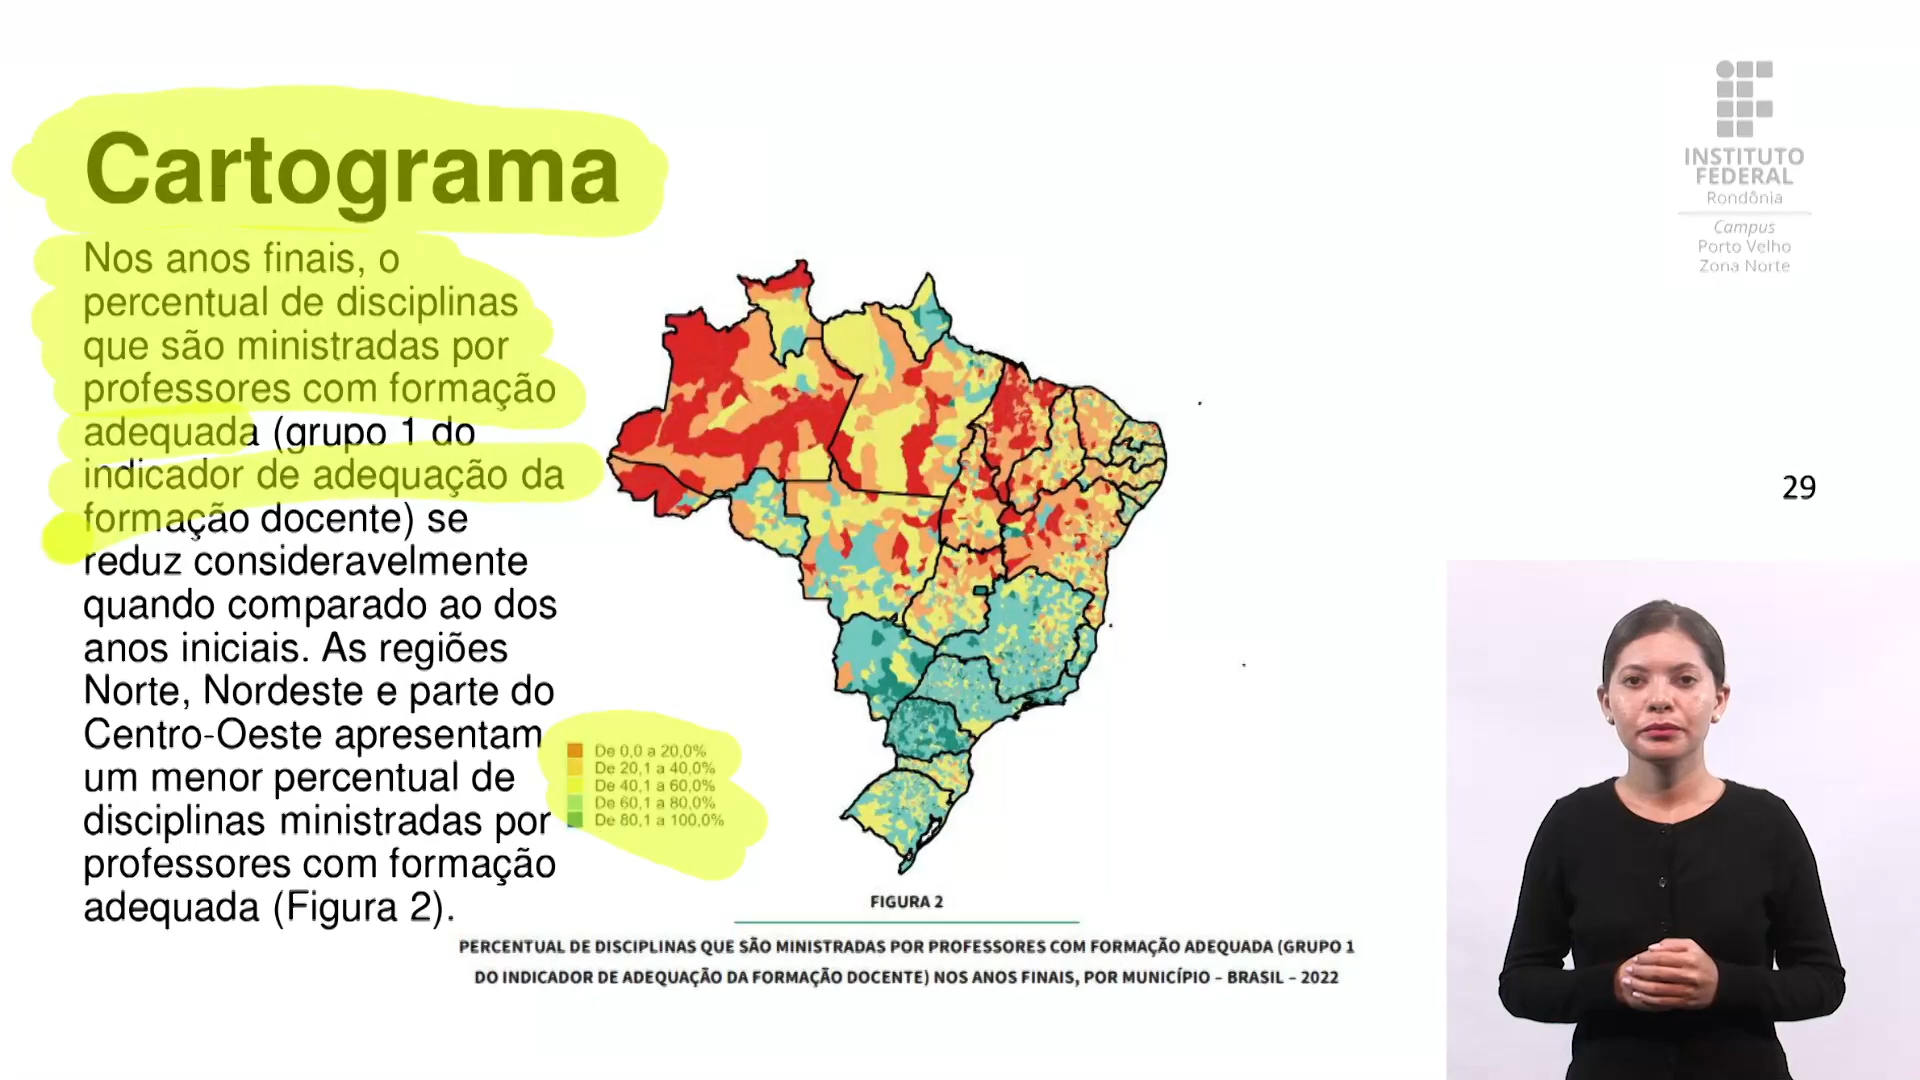 Cartograma
Nos anos finais, o
percentual de disciplinas
que são ministradas por
professores com formação
adequada (grupo 1 do
indicador de adequação da
formação docente) se
reduz consideravelmente
quando comparado ao dos
anos iniciais. As regiões
Norte, Nordeste e parte do
Centro-Oeste apresentam
um menor percentual de
disciplinas ministradas por
professores com formação
adequada (Figura 2).
De 0,0 a 20,0%
De 20,1 a 40,0%
De 40,1 a 60,0%
De 60,1 a 80,0%
De 80,1 a 100,0%
FIGURA 2
PERCENTUAL DE DISCIPLINAS QUE SÃO MINISTRADAS POR PROFESSORES COM FORMAÇÃO ADEQUADA (GRUPO 1
DO INDICADOR DE ADEQUAÇÃO DA FORMAÇÃO DOCENTE) NOS ANOS FINAIS, POR MUNICÍPIO – BRASIL – 2022
INSTITUTO
FEDERAL
Rondônia
Campus
Porto Velho
Zona Norte
29